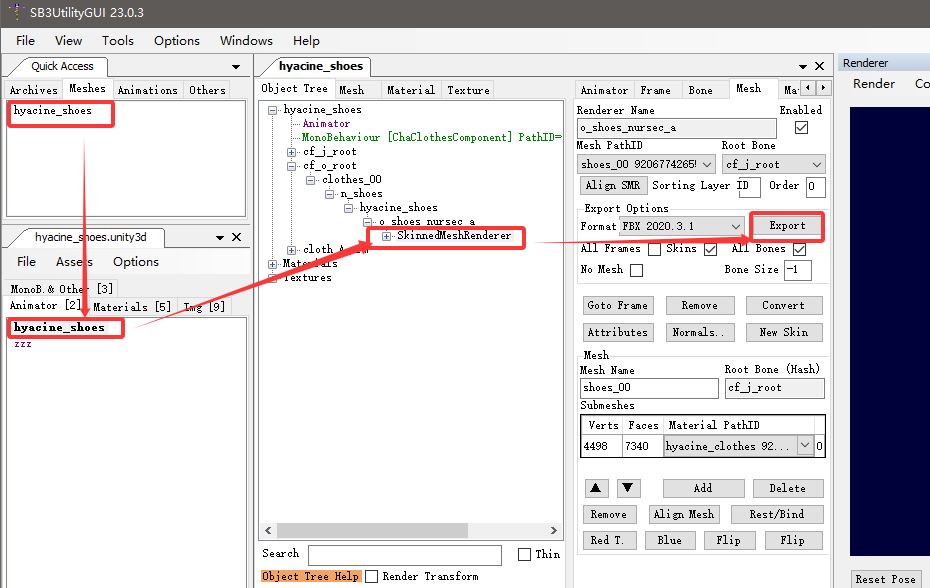 SB3UtilityGUI 23.0.3
File View Tools Options Windows Help
Quick Access
Archives Meshes Animations Others
hyacine_shoes
hyacine_shoes.unity3d
File Assets Options
MonoB.& Other [3]
Animator [2] Materials [5] Img [9]
hyacine_shoes
zzz
hyacine_shoes
Object Tree Mesh Material Texture
hyacine_shoes
Animator
MonoBehaviour [ChaClothesComponent] PathID=
cf_j_root
cf_o_root
clothes_00
n_shoes
hyacine_shoes
o_shoes_nursec_a
SkinnedMeshRenderer
Materials
Textures
Search
Thin
Object Tree Help Render Transform
Animator Frame Bone Mesh Ma
Renderer Name Enabled
o_shoes_nursec_a
Mesh PathID Root Bone
shoes_00 920677426 cf_j_root
Align SMR Sorting Layer ID Order 0
Export Options
Format FBX 2020.3.1 Export
All Frames Skins All Bones
No Mesh Bone Size -1
Goto Frame Remove Convert
Attributes Normals.. New Skin
Mesh
Mesh Name Root Bone (Hash)
shoes_00 cf_j_root
Submeshes
Verts Faces Material PathID
4498 7340 hyacine_clothes 92... 0
▲ ▼ Add Delete
Remove Align Mesh Rest/Bind
Red T. Blue Flip Flip
Renderer
Render Co
Reset Pose